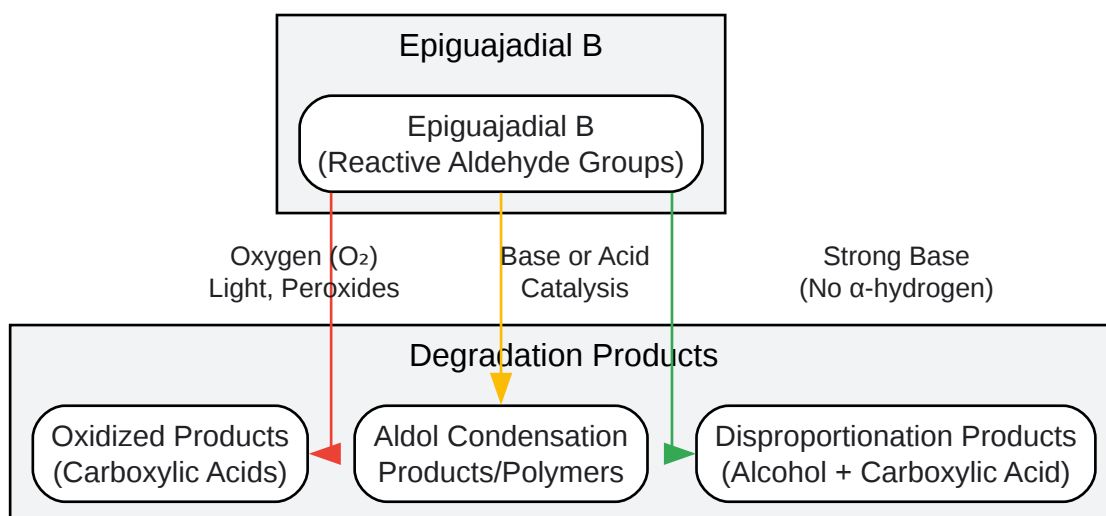 Epiguajadial B
Epiguajadial B
(Reactive Aldehyde Groups)
Oxygen (O₂)
Light, Peroxides
Base or Acid
Catalysis
Strong Base
(No α-hydrogen)
Degradation Products
Oxidized Products
(Carboxylic Acids)
Aldol Condensation
Products/Polymers
Disproportionation Products
(Alcohol + Carboxylic Acid)